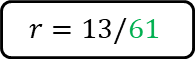 r = 13/61